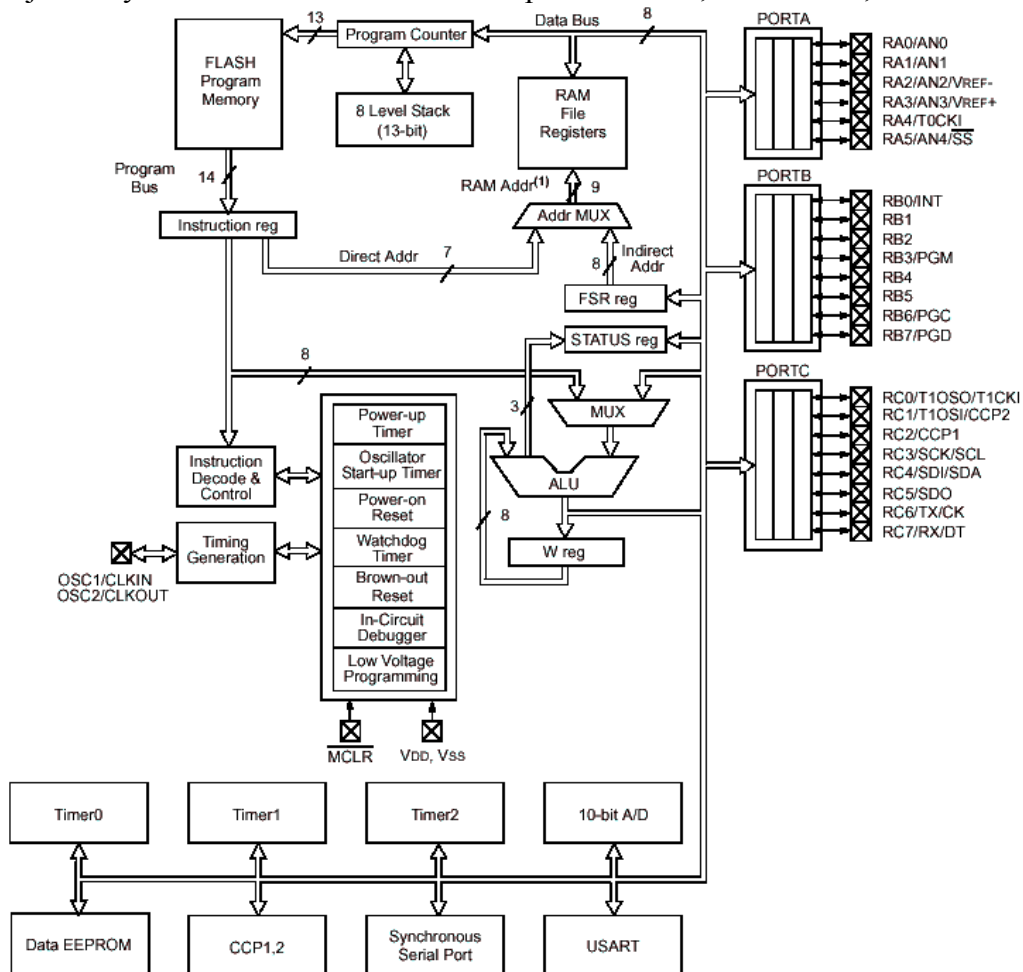 13
Program Counter
Data Bus
8
PORTA
FLASH
Program
Memory
8 Level Stack
(13-bit)
RAM
File
Registers
RA0/AN0
RA1/AN1
RA2/AN2/VREF-
RA3/AN3/VREF+
RA4/T0CKI
RA5/AN4/SS
Program
Bus
14
RAM Addr(1)
9
PORTB
Addr MUX
Instruction reg
Direct Addr
7
8
Indirect
Addr
FSR reg
RB0/INT
RB1
RB2
RB3/PGM
RB4
RB5
RB6/PGC
RB7/PGD
STATUS reg
8
3
MUX
PORTC
Power-up
Timer
Oscillator
Start-up Timer
Power-on
Reset
Watchdog
Timer
Brown-out
Reset
In-Circuit
Debugger
Low Voltage
Programming
Instruction
Decode &
Control
Timing
Generation
OSC1/CLKIN
OSC2/CLKOUT
ALU
8
W reg
RC0/T1OSO/T1CKI
RC1/T1OSI/CCP2
RC2/CCP1
RC3/SCK/SCL
RC4/SDI/SDA
RC5/SDO
RC6/TX/CK
RC7/RX/DT
MCLR
VDD, VSS
Timer0
Timer1
Timer2
10-bit A/D
Data EEPROM
CCP1,2
Synchronous
Serial Port
USART